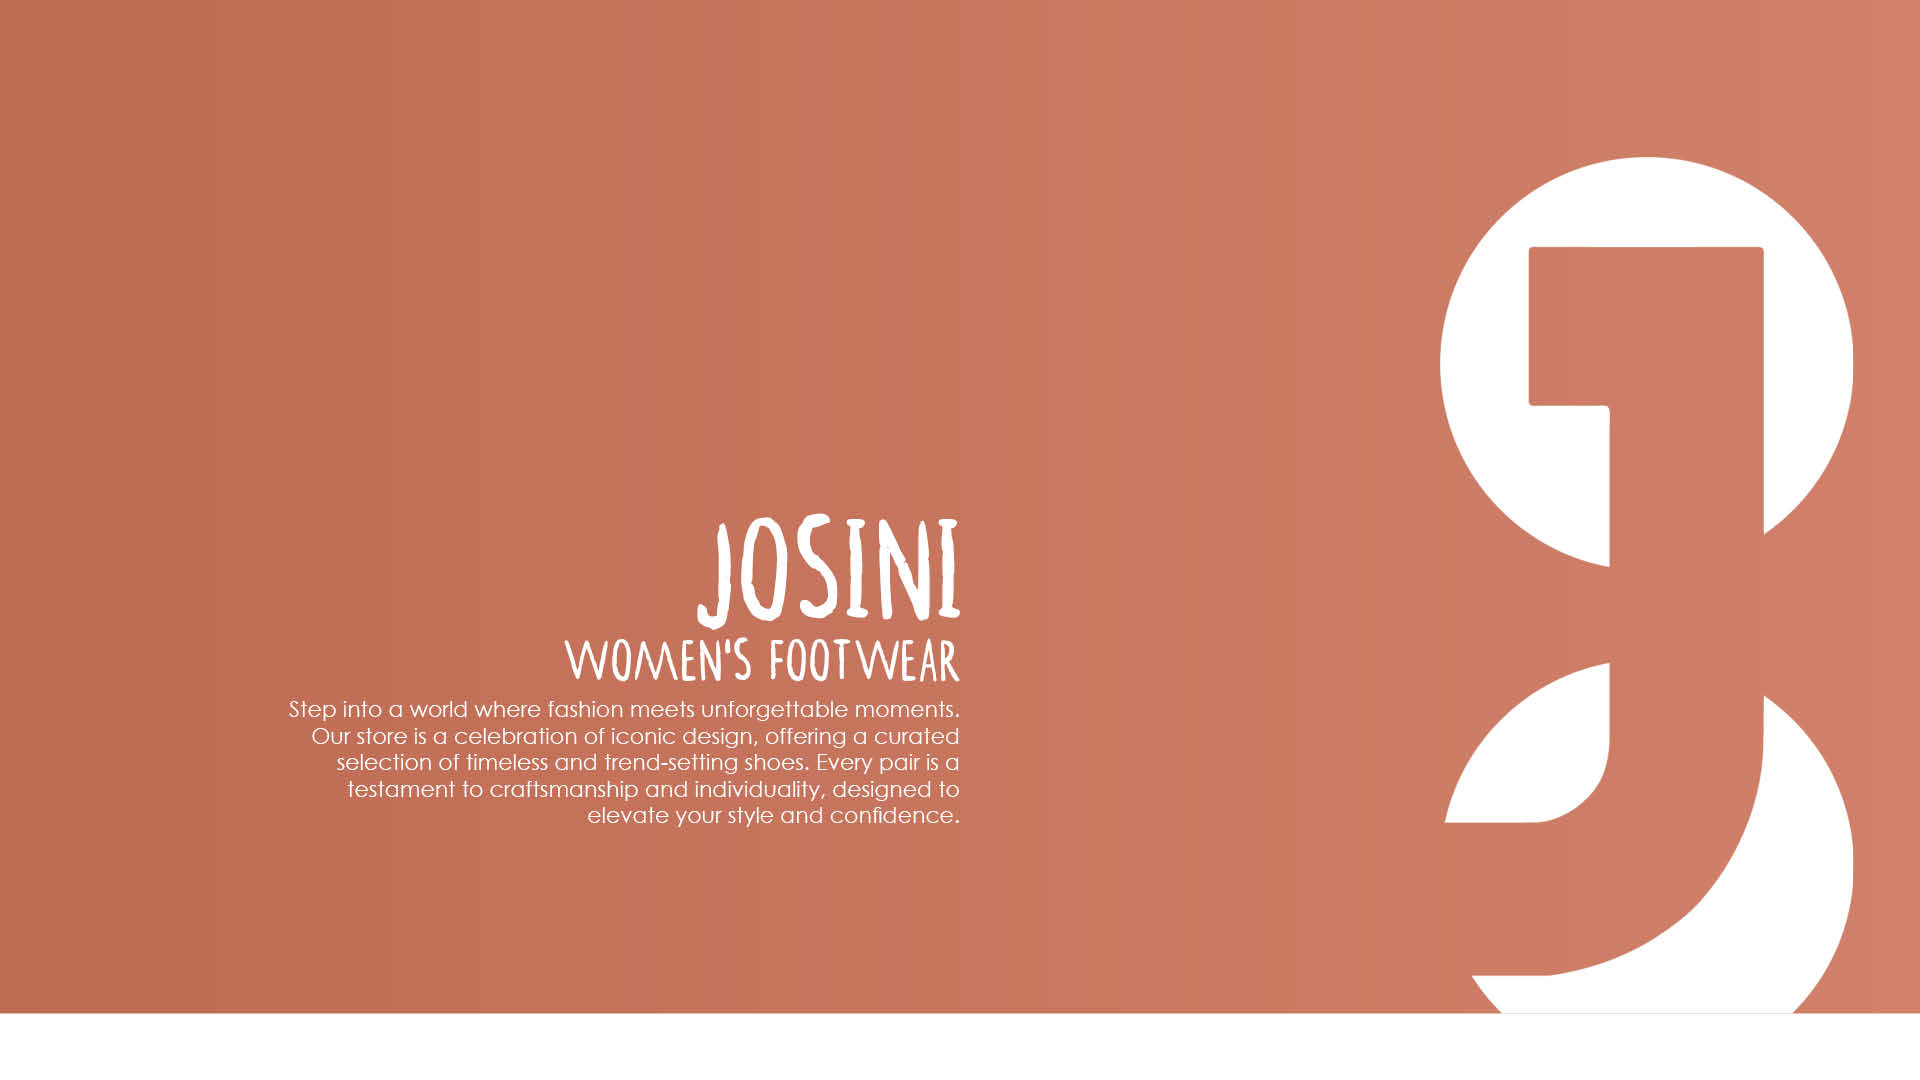 JOSINI
WOMEN'S FOOTWEAR
Step into a world where fashion meets unforgettable moments.
Our store is a celebration of iconic design, offering a curated
selection of timeless and trend-setting shoes. Every pair is a
testament to craftsmanship and individuality, designed to
elevate your style and confidence.
J